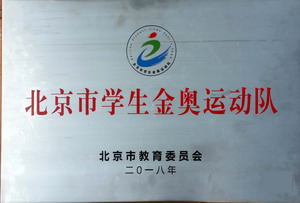 北京市学生金奥运动队
北京市教育委员会
二〇一八年